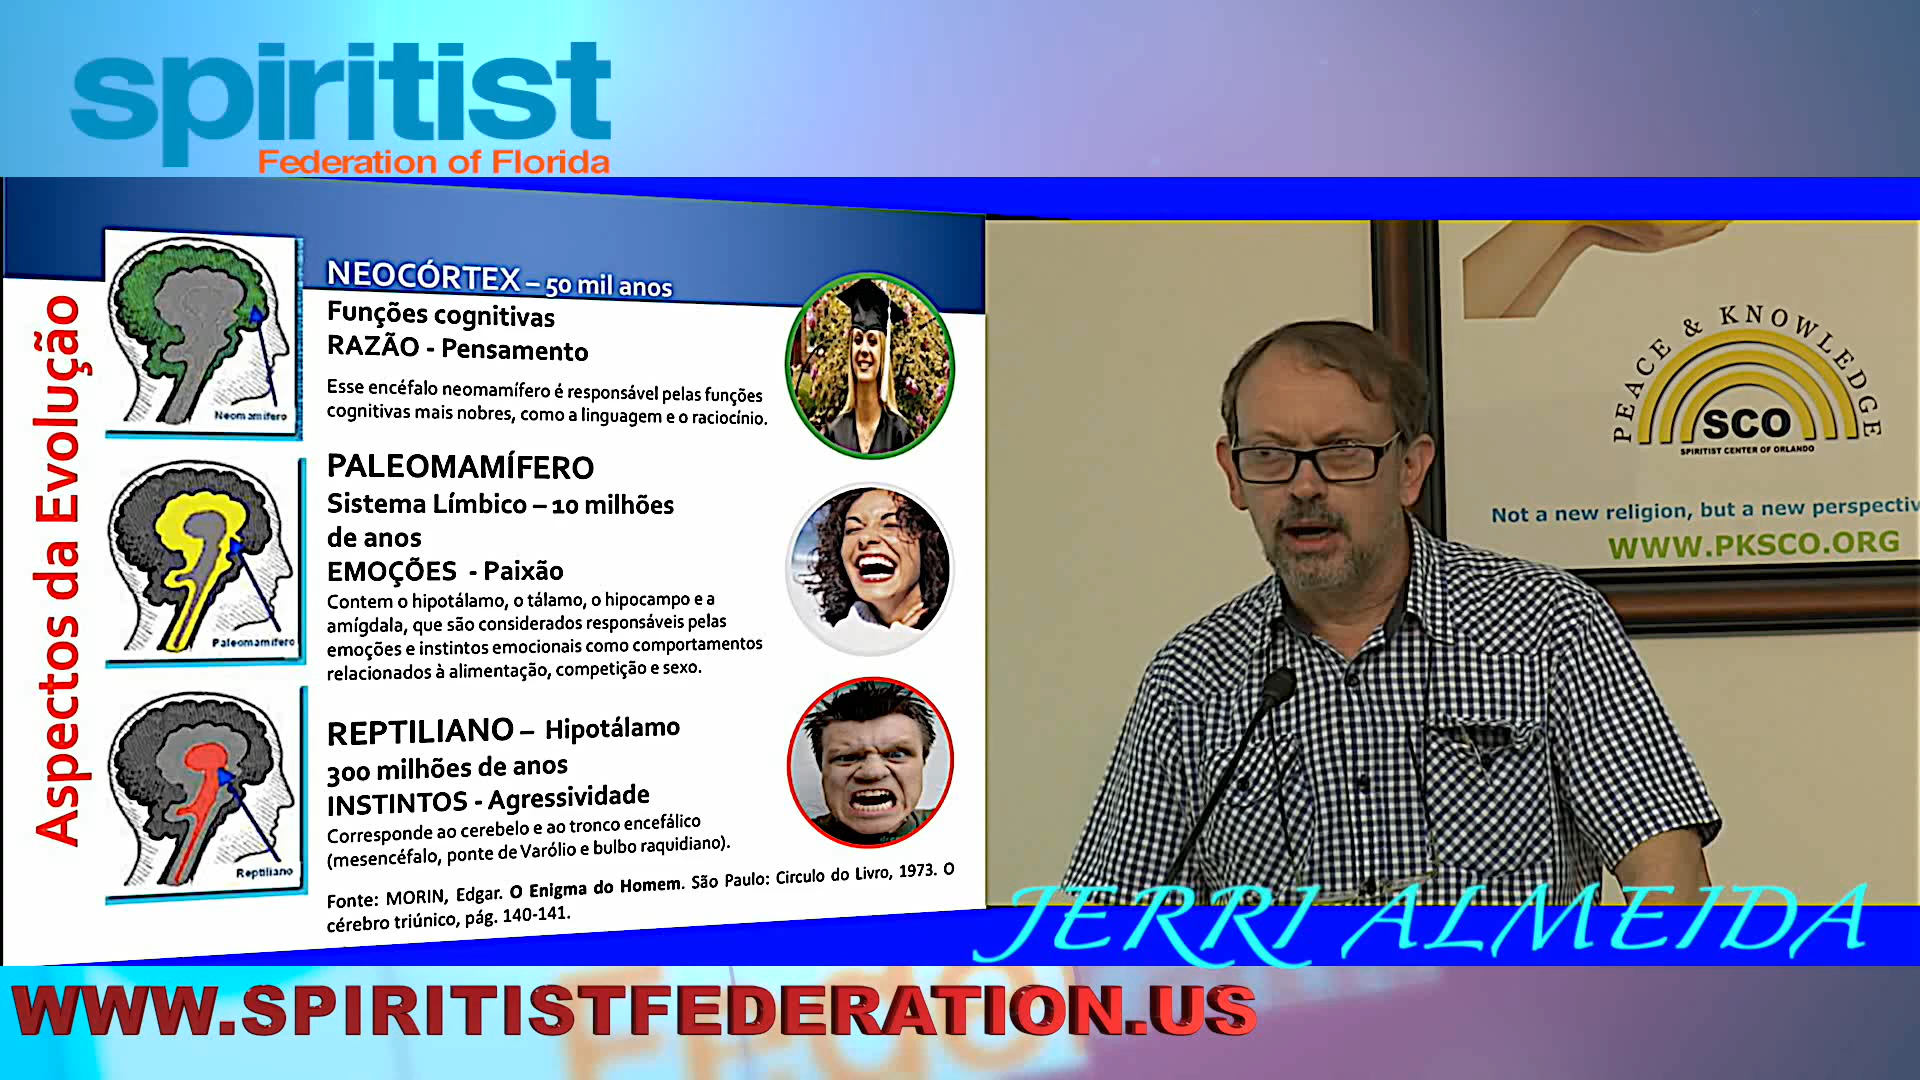 spiritist
Federation of Florida
Aspectos da Evolução
Neomamífero
NEOCÓRTEX – 50 mil anos
Funções cognitivas
RAZÃO - Pensamento
Esse encéfalo neomamífero é responsável pelas funções
cognitivas mais nobres, como a linguagem e o raciocínio.
Paleomamífero
PALEOMAMÍFERO
Sistema Límbico – 10 milhões
de anos
EMOÇÕES - Paixão
Contem o hipotálamo, o tálamo, o hipocampo e a
amígdala, que são considerados responsáveis pelas
emoções e instintos emocionais como comportamentos
relacionados à alimentação, competição e sexo.
Reptiliano
REPTILIANO – Hipotálamo
300 milhões de anos
INSTINTOS - Agressividade
Corresponde ao cerebelo e ao tronco encefálico
(mesencéfalo, ponte de Varólio e bulbo raquidiano).
Fonte: MORIN, Edgar. O Enigma do Homem. São Paulo: Circulo do Livro, 1973. O
cérebro triúnico, pág. 140-141.
PEACE & KNOWLEDGE
SCO
SPIRITIST CENTER OF ORLANDO
Not a new religion, but a new perspectiv
WWW.PKSCO.ORG
JERRI ALMEIDA
WWW.SPIRITISTFEDERATION.US